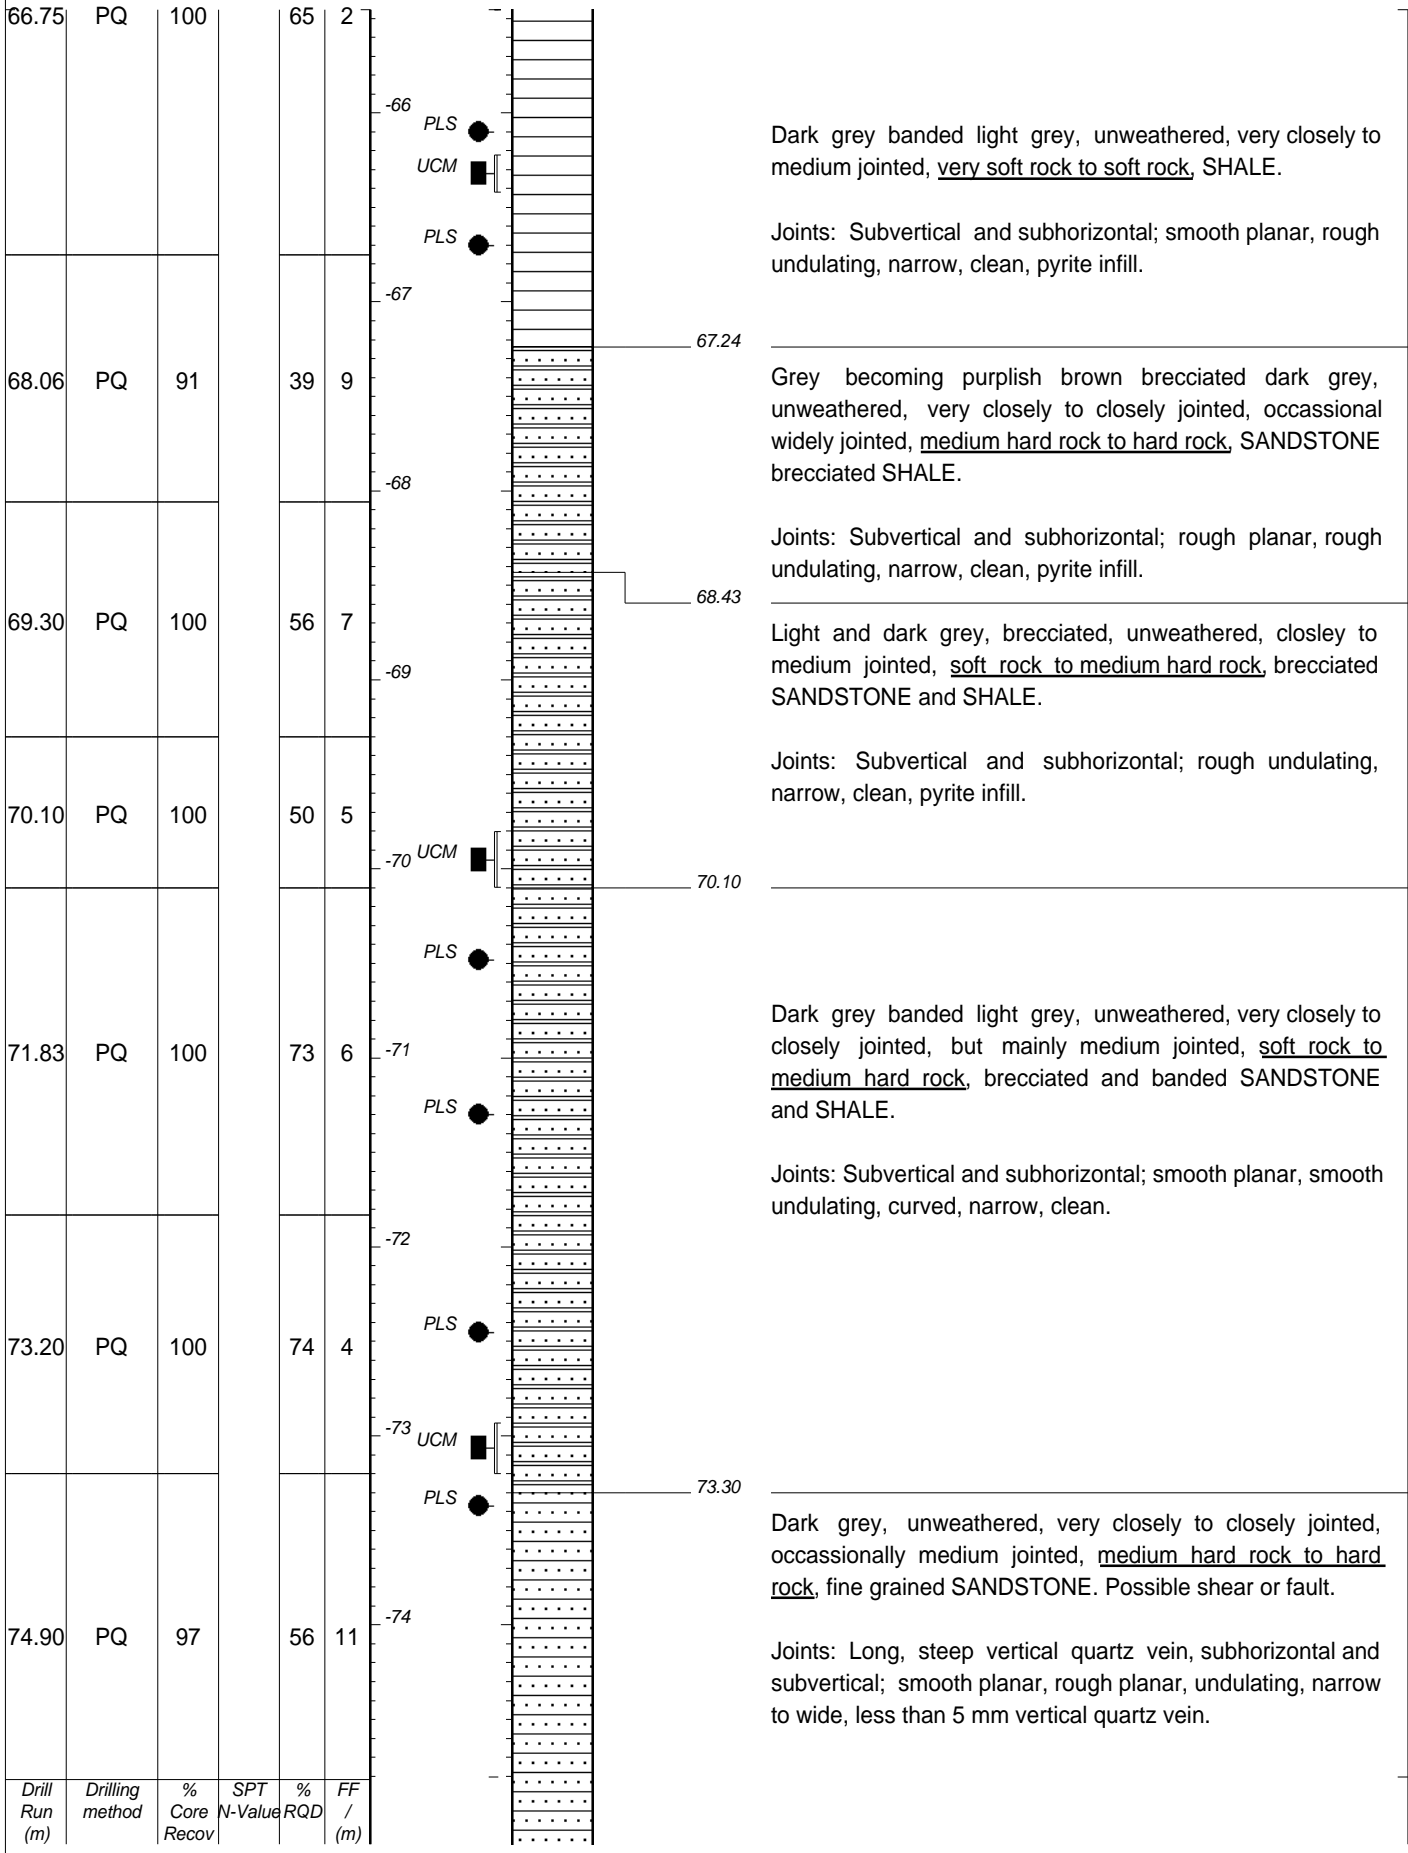 66.75 PQ 100 65 2
-66
PLS
UCM
PLS
Dark grey banded light grey, unweathered, very closely to
medium jointed, very soft rock to soft rock, SHALE.
Joints: Subvertical and subhorizontal; smooth planar, rough
undulating, narrow, clean, pyrite infill.
-67
67.24
68.06 PQ 91 39 9
Grey becoming purplish brown brecciated dark grey,
unweathered, very closely to closely jointed, occassional
widely jointed, medium hard rock to hard rock, SANDSTONE
brecciated SHALE.
-68
Joints: Subvertical and subhorizontal; rough planar, rough
undulating, narrow, clean, pyrite infill.
68.43
69.30 PQ 100 56 7
Light and dark grey, brecciated, unweathered, closley to
medium jointed, soft rock to medium hard rock, brecciated
SANDSTONE and SHALE.
-69
Joints: Subvertical and subhorizontal; rough undulating,
narrow, clean, pyrite infill.
70.10 PQ 100 50 5
-70 UCM
70.10
PLS
71.83 PQ 100 73 6
-71
PLS
Dark grey banded light grey, unweathered, very closely to
closely jointed, but mainly medium jointed, soft rock to
medium hard rock, brecciated and banded SANDSTONE
and SHALE.
Joints: Subvertical and subhorizontal; smooth planar, smooth
undulating, curved, narrow, clean.
-72
PLS
73.20 PQ 100 74 4
-73 UCM
73.30
PLS
Dark grey, unweathered, very closely to closely jointed,
occassionally medium jointed, medium hard rock to hard
rock, fine grained SANDSTONE. Possible shear or fault.
-74
74.90 PQ 97 56 11
Joints: Long, steep vertical quartz vein, subhorizontal and
subvertical; smooth planar, rough planar, undulating, narrow
to wide, less than 5 mm vertical quartz vein.
Drill Drilling % SPT % FF
Run method Core N-Value RQD /
(m) Recov (m)